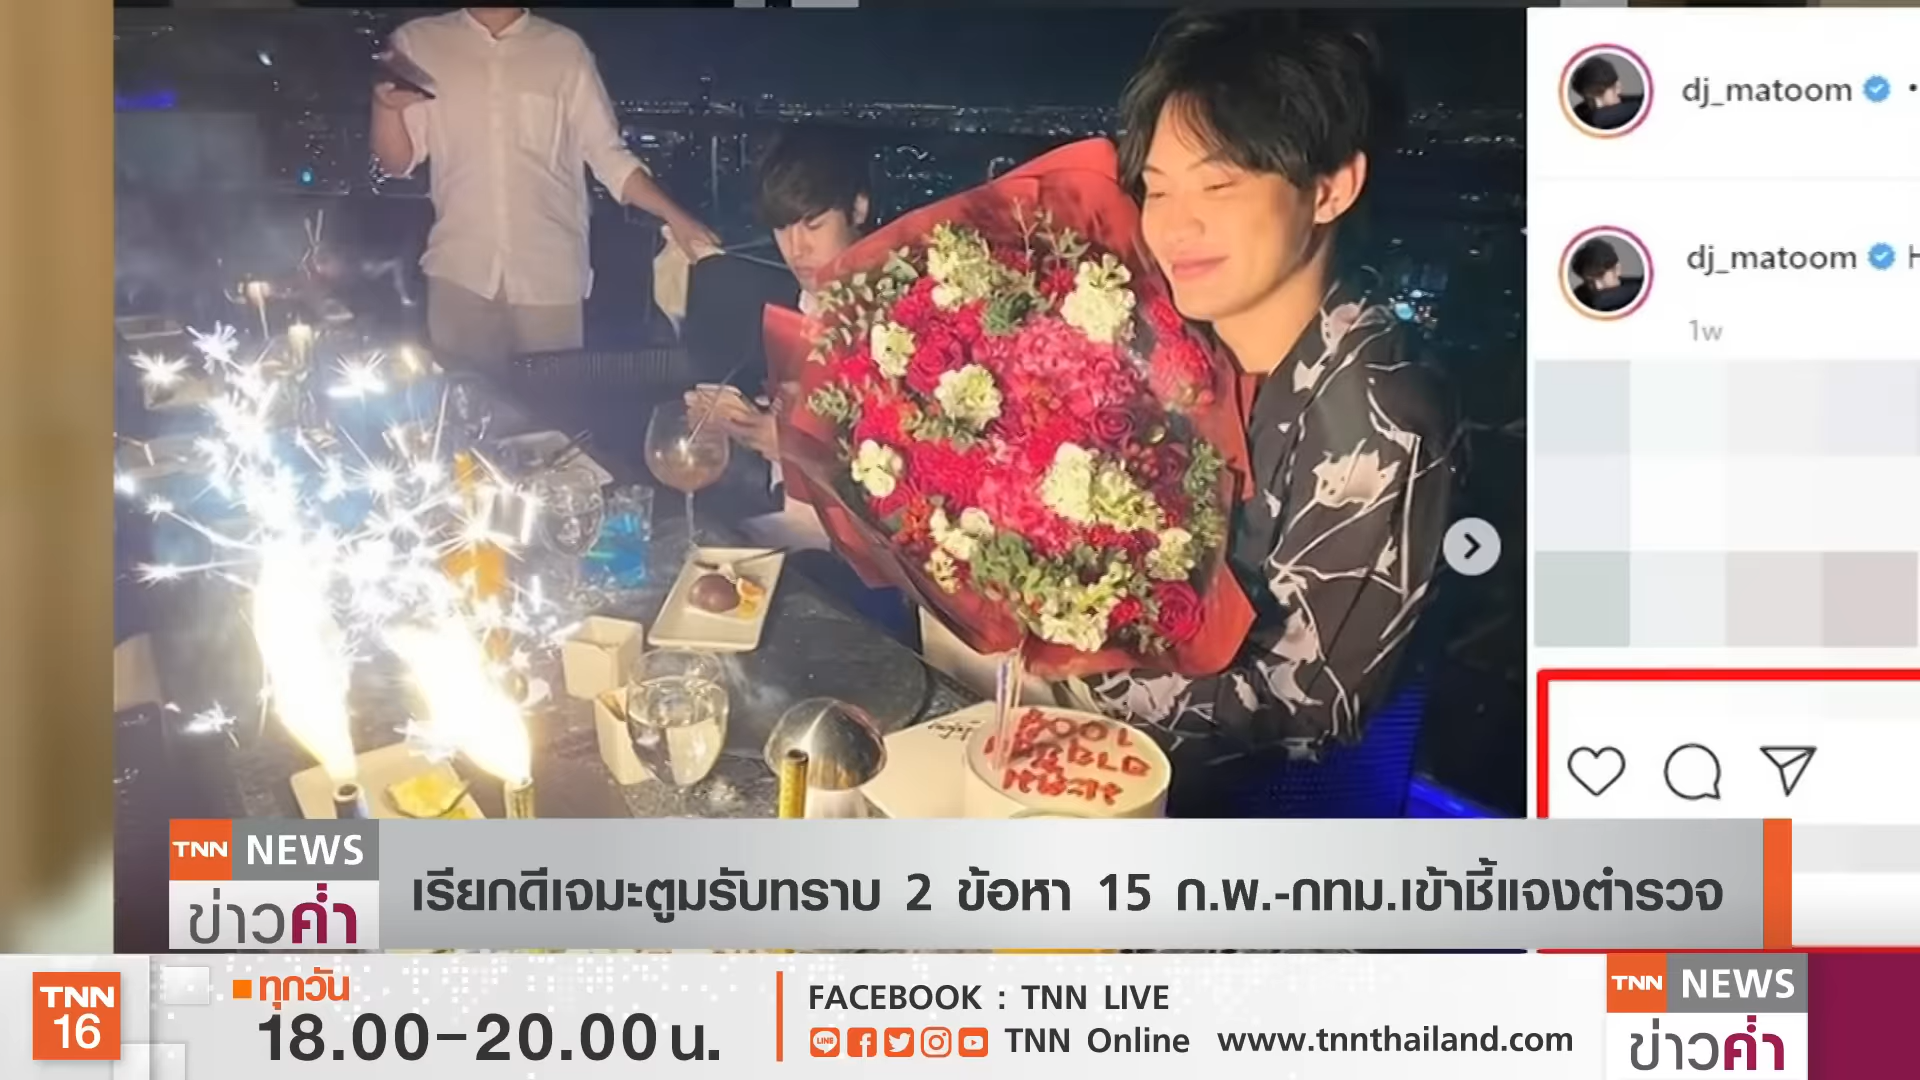 dj_matoom
dj_matoom H
1w
TNN NEWS
ข่าวค่ำ
เรียกดีเจมะตูมรับทราบ 2 ข้อหา 15 ก.พ.-กทม.เข้าชี้แจงตำรวจ
TNN
16
ทุกวัน
18.00-20.00 น.
FACEBOOK : TNN LIVE
LINE TNN Online www.tnnthailand.com
TNN NEWS
ข่าวค่ำ